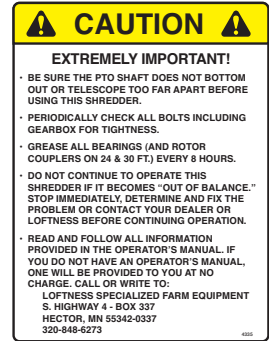 CAUTION
EXTREMELY IMPORTANT!
· BE SURE THE PTO SHAFT DOES NOT BOTTOM
OUT OR TELESCOPE TOO FAR APART BEFORE
USING THIS SHREDDER.
· PERIODICALLY CHECK ALL BOLTS INCLUDING
GEARBOX FOR TIGHTNESS.
· GREASE ALL BEARINGS (AND ROTOR
COUPLERS ON 24 & 30 FT.) EVERY 8 HOURS.
· DO NOT CONTINUE TO OPERATE THIS
SHREDDER IF IT BECOMES “OUT OF BALANCE.”
STOP IMMEDIATELY, DETERMINE AND FIX THE
PROBLEM OR CONTACT YOUR DEALER OR
LOFTNESS BEFORE CONTINUING OPERATION.
· READ AND FOLLOW ALL INFORMATION
PROVIDED IN THE OPERATOR'S MANUAL. IF
YOU DO NOT HAVE AN OPERATOR'S MANUAL,
ONE WILL BE PROVIDED TO YOU AT NO
CHARGE. CALL OR WRITE TO:
LOFTNESS SPECIALIZED FARM EQUIPMENT
S. HIGHWAY 4 - BOX 337
HECTOR, MN 55342-0337
320-848-6273
4335